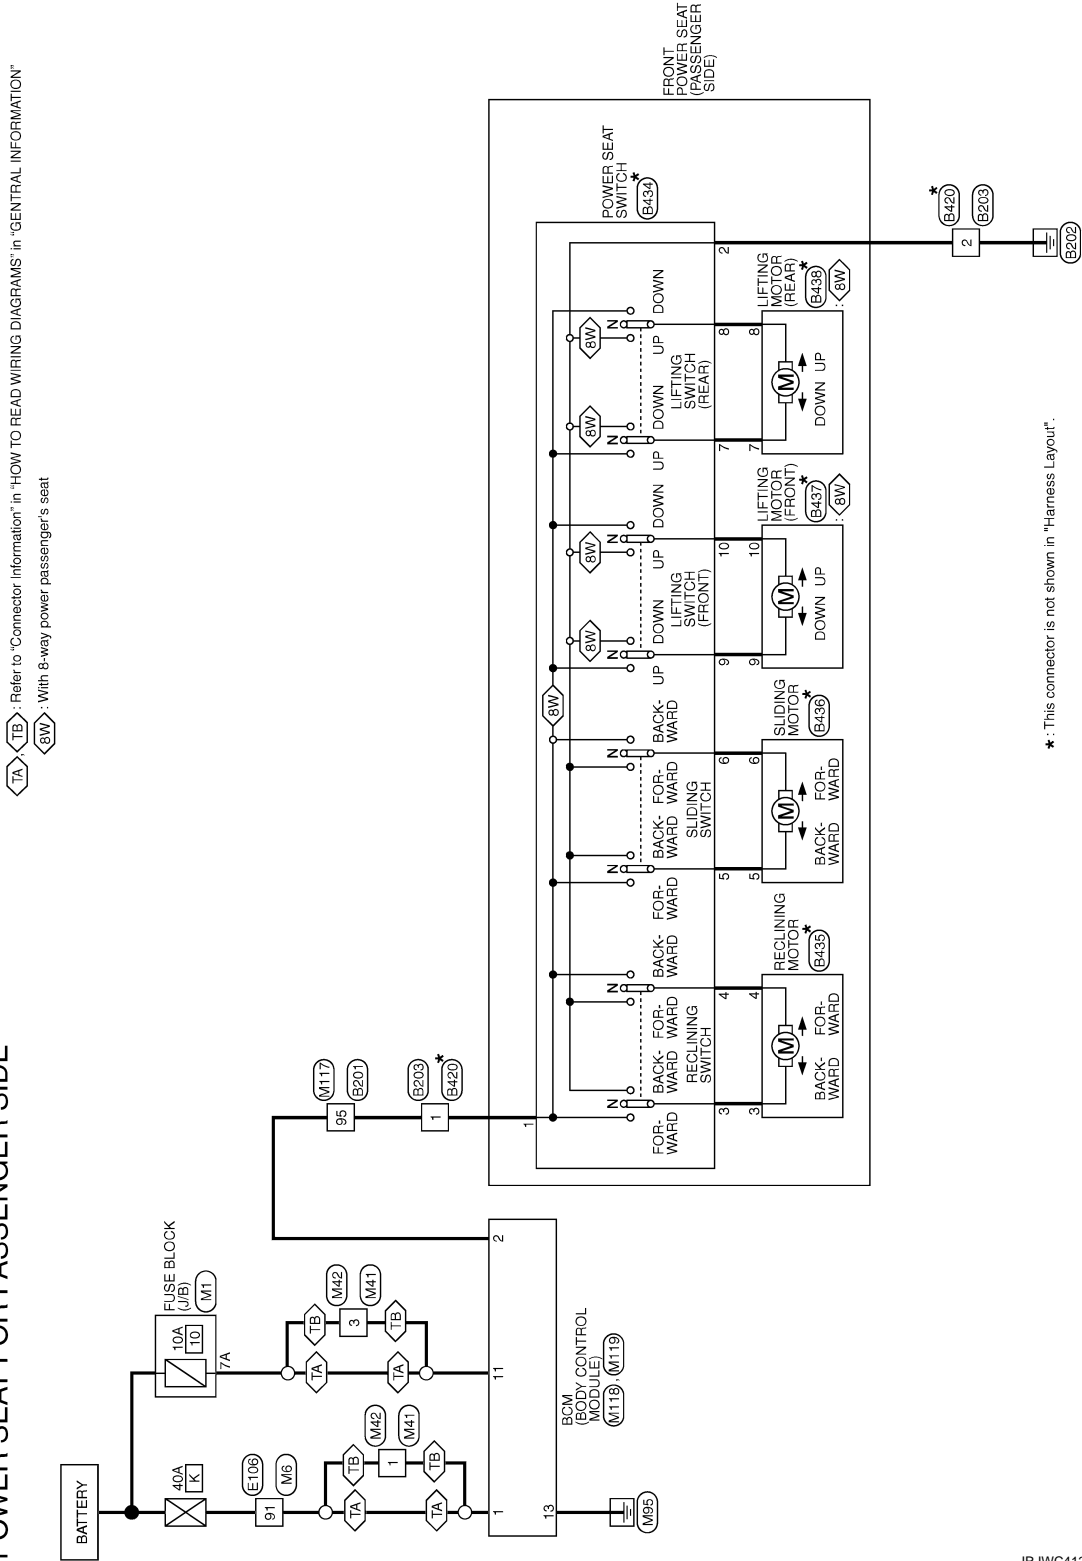 POWER SEAT FOR PASSENGER SIDE
TA , TB : Refer to "Connector Information" in "HOW TO READ WIRING DIAGRAMS" in "GENTRAL INFORMATION"
8W : With 8-way power passenger's seat
BATTERY
40A
K
E106
91
M6
TA
TB
M42
1
M41
TA
TB
1
FUSE BLOCK
(J/B)
M1
10A
10
7A
TA
TB
M42
3
M41
TA
TB
11
2
13
M95
BCM
(BODY CONTROL
MODULE)
M118 , M119
M117
95
B201
B203
1
B420 *
1
FRONT
POWER SEAT
(PASSENGER
SIDE)
POWER SEAT
SWITCH
* B434
8W
N
N
FOR-
WARD
BACK-
WARD
FOR-
WARD
BACK-
WARD
RECLINING
SWITCH
3
4
3
4
RECLINING
MOTOR
* B435
M
BACK-
WARD
FOR-
WARD
N
N
FOR-
WARD
BACK-
WARD
FOR-
WARD
BACK-
WARD
SLIDING
SWITCH
5
6
5
6
SLIDING
MOTOR
* B436
M
BACK-
WARD
FOR-
WARD
8W
8W
N
N
UP
DOWN
UP
DOWN
LIFTING
SWITCH
(FRONT)
9
10
9
10
LIFTING
MOTOR
(FRONT)
* B437
: 8W
M
DOWN
UP
8W
8W
N
N
UP
DOWN
UP
DOWN
LIFTING
SWITCH
(REAR)
7
8
7
8
LIFTING
MOTOR
(REAR)
* B438
: 8W
M
DOWN
UP
2
* B420
2
B203
B202
* : This connector is not shown in "Harness Layout".